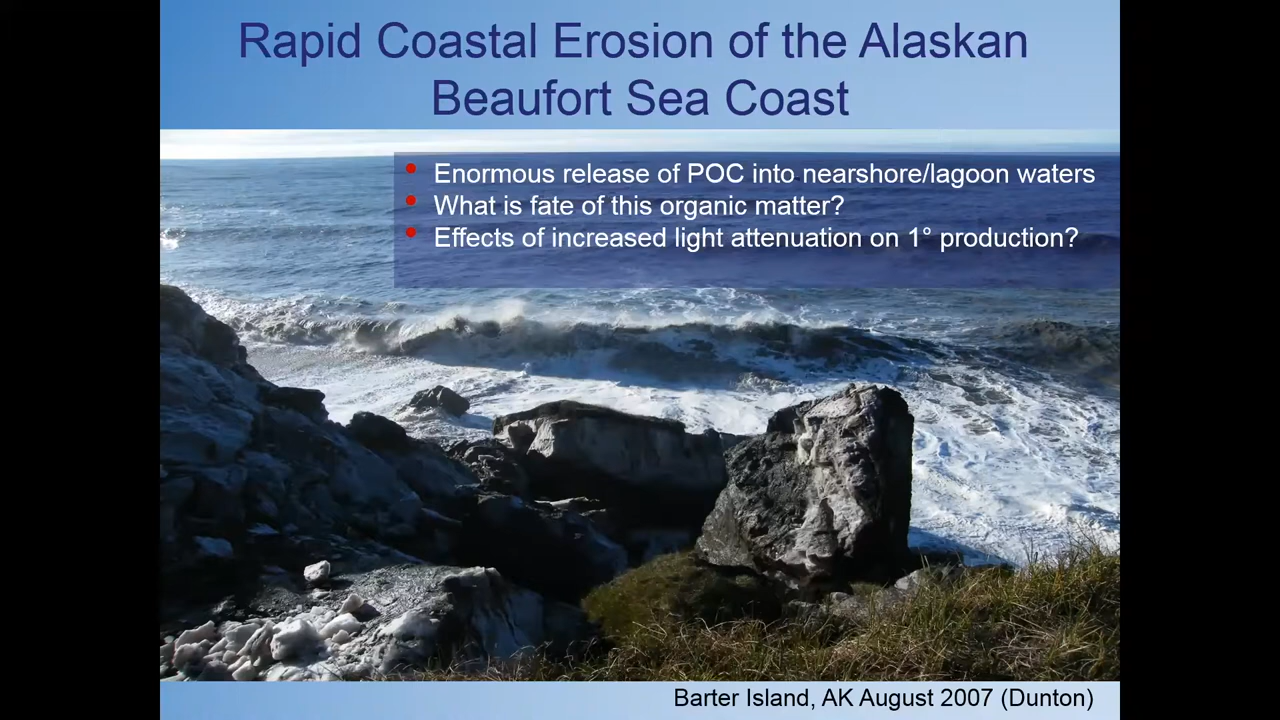 Rapid Coastal Erosion of the Alaskan
Beaufort Sea Coast
• Enormous release of POC into nearshore/lagoon waters
• What is fate of this organic matter?
• Effects of increased light attenuation on 1° production?
Barter Island, AK August 2007 (Dunton)